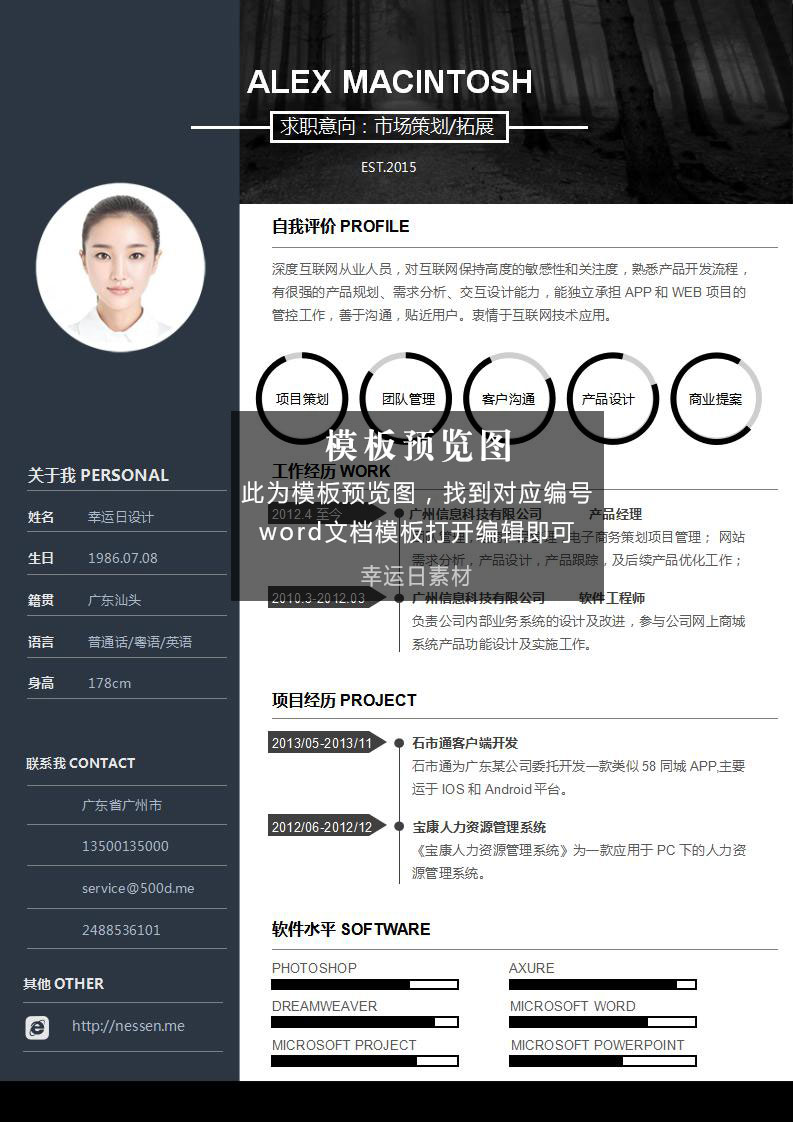 ALEX MACINTOSH
求职意向：市场策划/拓展
EST.2015
自我评价 PROFILE
深度互联网从业人员，对互联网保持高度的敏感性和关注度，熟悉产品开发流程，
有很强的产品规划、需求分析、交互设计能力，能独立承担 APP 和 WEB 项目的
管控工作，善于沟通，贴近用户。衷情于互联网技术应用。
项目策划
团队管理
客户沟通
产品设计
商业提案
模板预览图
此为模板预览图，找到对应编号
word文档模板打开编辑即可
幸运日素材
工作经历 WORK
2012.4 至今
广州信息科技有限公司 产品经理
电子商务策划项目管理； 网站
需求分析，产品设计，产品跟踪，及后续产品优化工作；
2010.3-2012.03
广州信息科技有限公司 软件工程师
负责公司内部业务系统的设计及改进，参与公司网上商城
系统产品功能设计及实施工作。
项目经历 PROJECT
2013/05-2013/11
石市通客户端开发
石市通为广东某公司委托开发一款类似 58 同城 APP,主要
运于 IOS 和 Android 平台。
2012/06-2012/12
宝康人力资源管理系统
《宝康人力资源管理系统》为一款应用于 PC 下的人力资
源管理系统。
软件水平 SOFTWARE
PHOTOSHOP
AXURE
DREAMWEAVER
MICROSOFT WORD
MICROSOFT PROJECT
MICROSOFT POWERPOINT
关于我 PERSONAL
姓名 幸运日设计
生日 1986.07.08
籍贯 广东汕头
语言 普通话/粤语/英语
身高 178cm
联系我 CONTACT
广东省广州市
13500135000
service@500d.me
2488536101
其他 OTHER
http://nessen.me